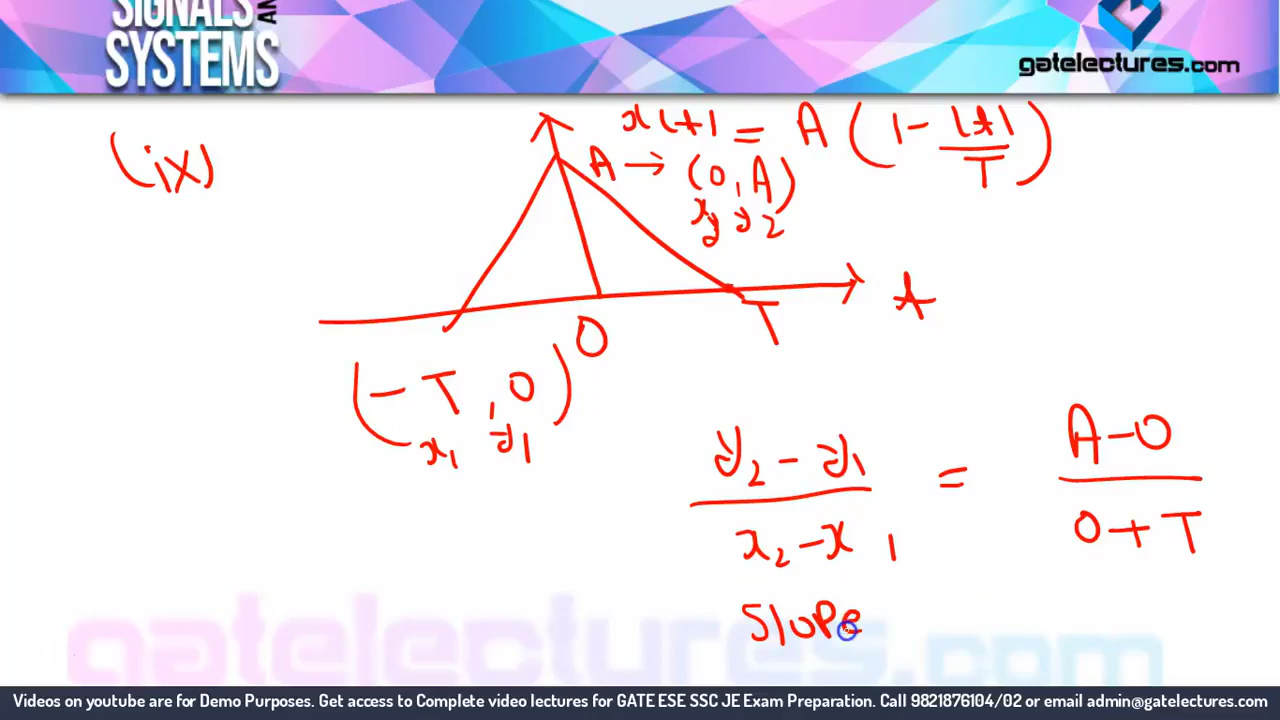 SIGNALS AND
SYSTEMS
gatelectures.com
(ix)
x(t) = A (1 - |t|/T)
A → (0, A)
x2 y2
t
0
T
(-T, 0)
x1 y1
y2 - y1 / x2 - x1 = A-0 / 0+T
Slope
gatelectures.com
Videos on youtube are for Demo Purposes. Get access to Complete video lectures for GATE ESE SSC JE Exam Preparation. Call 9821876104/02 or email admin@gatelectures.com